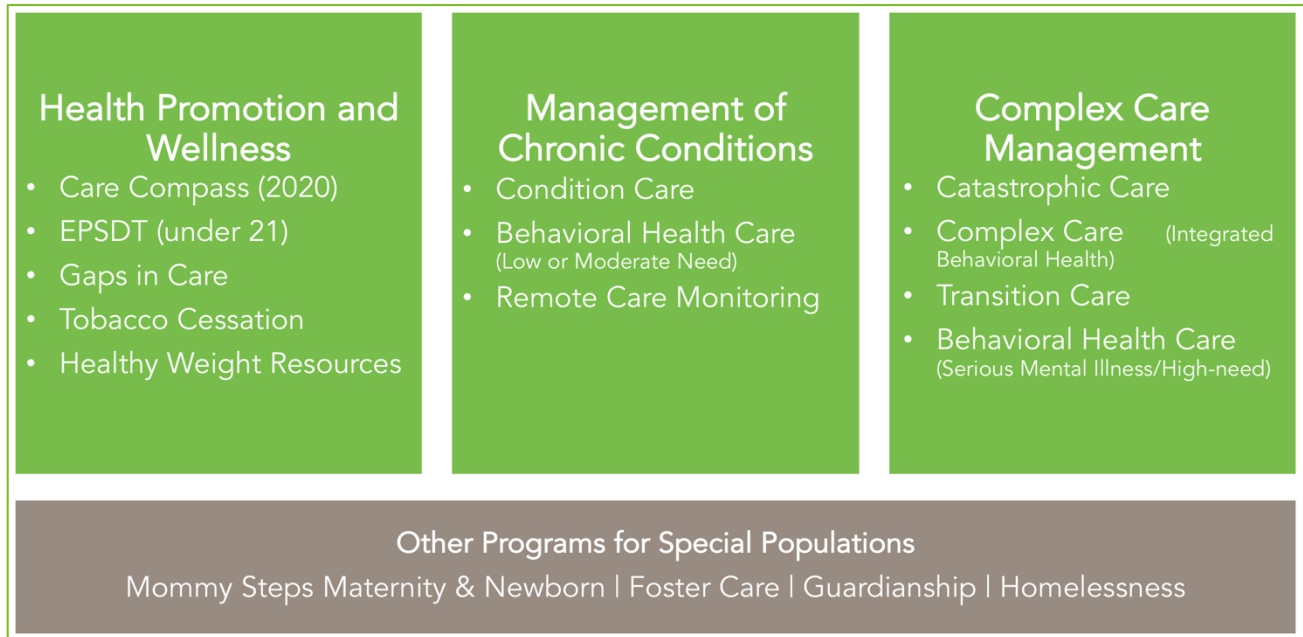 Health Promotion and
Wellness
• Care Compass (2020)
• EPSDT (under 21)
• Gaps in Care
• Tobacco Cessation
• Healthy Weight Resources
Management of
Chronic Conditions
• Condition Care
• Behavioral Health Care
(Low or Moderate Need)
• Remote Care Monitoring
Complex Care
Management
• Catastrophic Care
• Complex Care (Integrated
Behavioral Health)
• Transition Care
• Behavioral Health Care
(Serious Mental Illness/High-need)
Other Programs for Special Populations
Mommy Steps Maternity & Newborn | Foster Care | Guardianship | Homelessness